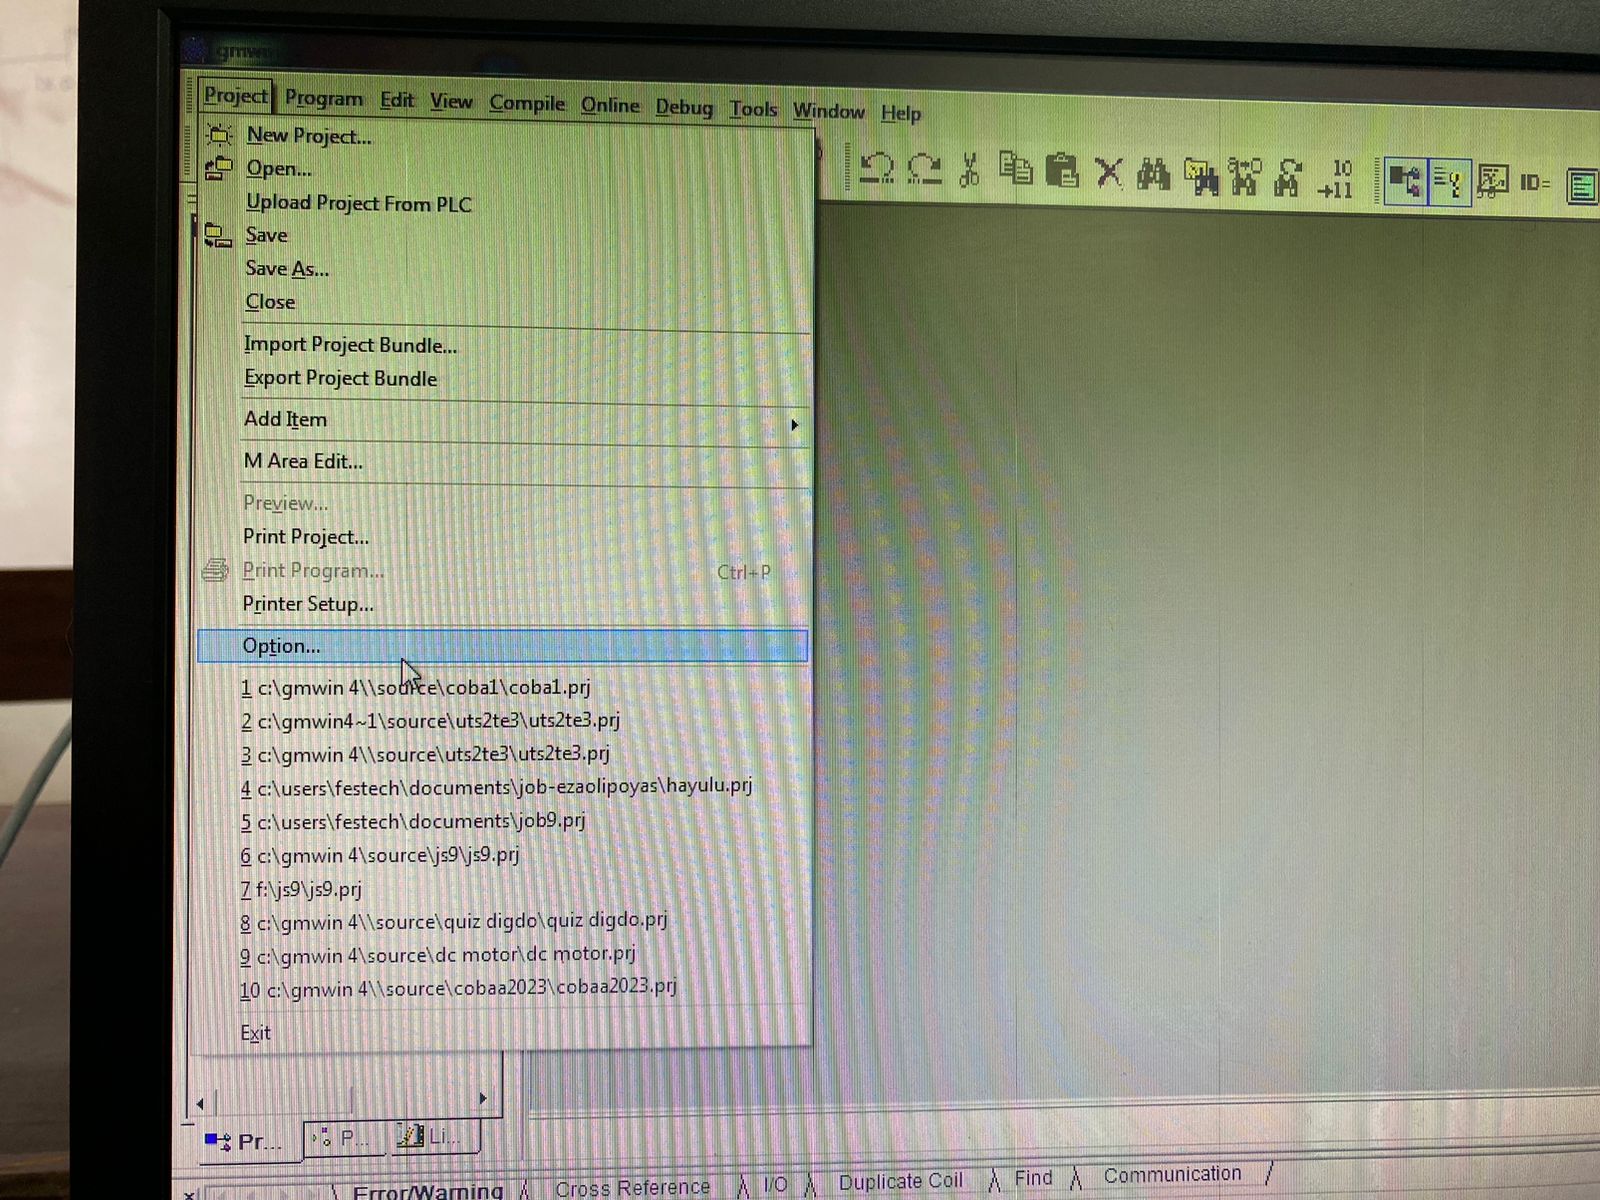 gmwin
Project Program Edit View Compile Online Debug Tools Window Help
10
→11
ID=
New Project...
Open...
Upload Project From PLC
Save
Save As...
Close
Import Project Bundle...
Export Project Bundle
Add Item
M Area Edit...
Preview...
Print Project...
Print Program... Ctrl+P
Printer Setup...
Option...
1 c:\gmwin 4\\source\coba1\coba1.prj
2 c:\gmwin4~1\source\uts2te3\uts2te3.prj
3 c:\gmwin 4\\source\uts2te3\uts2te3.prj
4 c:\users\festech\documents\job-ezaolipoyas\hayulu.prj
5 c:\users\festech\documents\job9.prj
6 c:\gmwin 4\source\js9\js9.prj
7 f:\js9\js9.prj
8 c:\gmwin 4\\source\quiz digdo\quiz digdo.prj
9 c:\gmwin 4\source\dc motor\dc motor.prj
10 c:\gmwin 4\\source\cobaa2023\cobaa2023.prj
Exit
Pr... P... Li...
Error/Warning Cross Reference I/O Duplicate Coil Find Communication